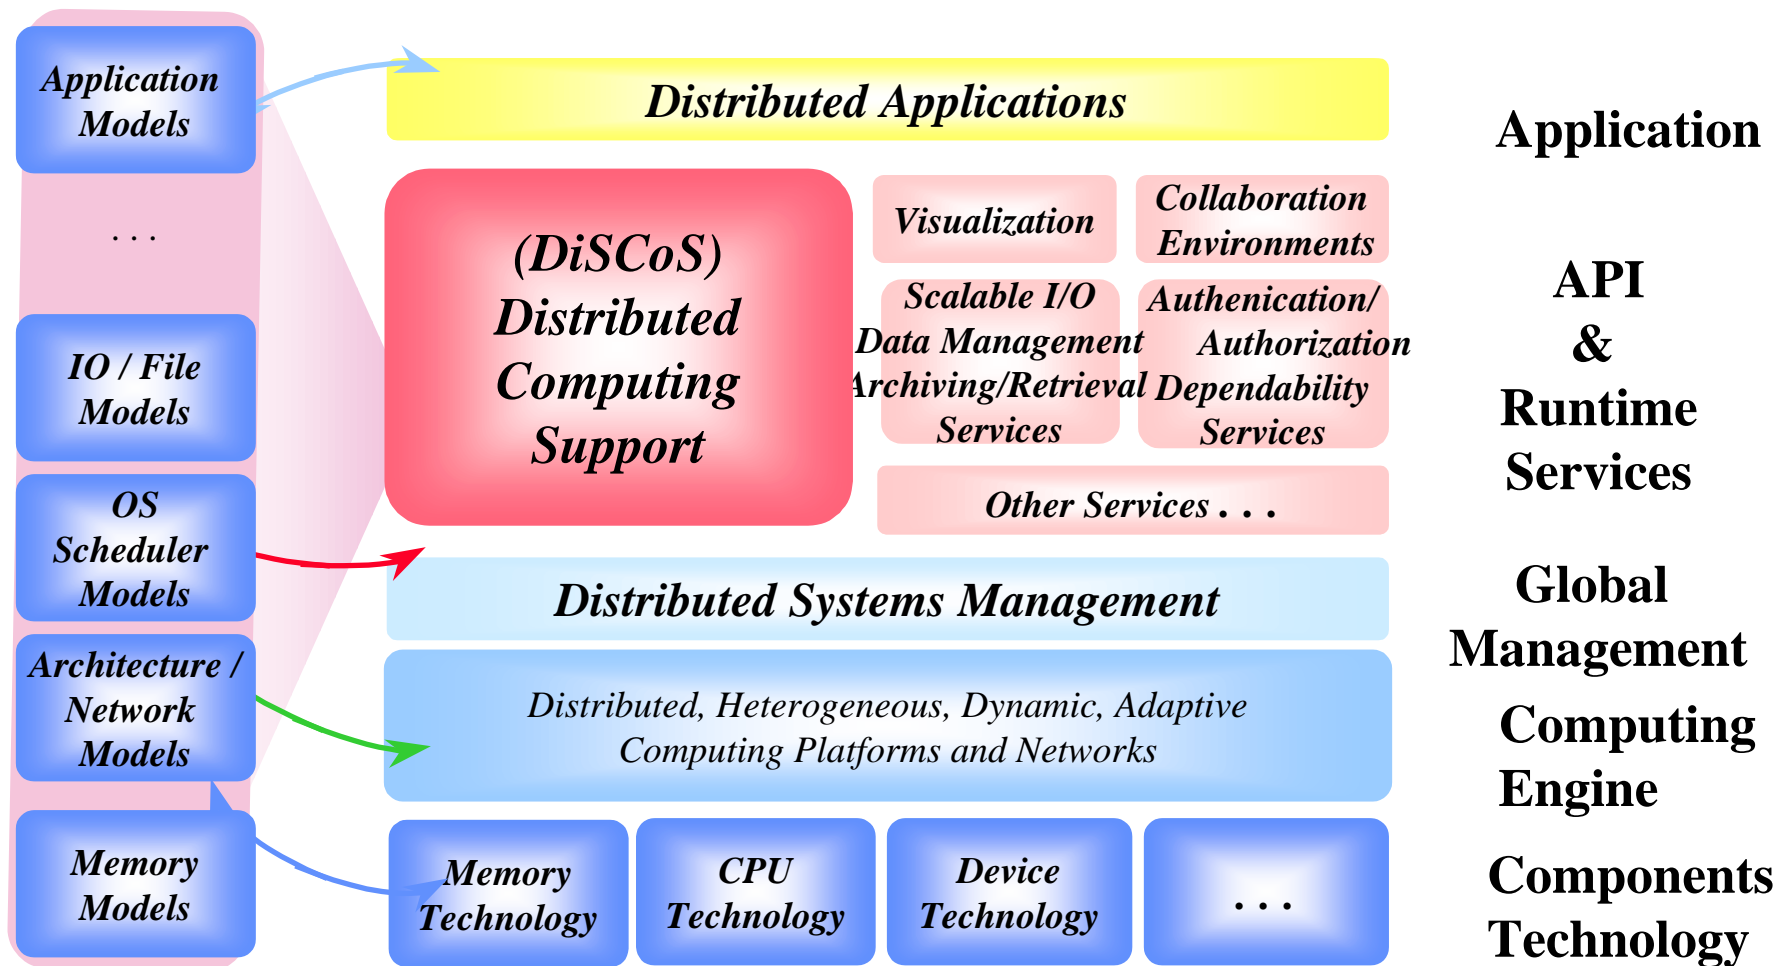 Application
Models
. . .
IO / File
Models
OS
Scheduler
Models
Architecture /
Network
Models
Memory
Models
Distributed Applications
(DiSCoS)
Distributed
Computing
Support
Visualization
Collaboration
Environments
Scalable I/O
Data Management
Archiving/Retrieval
Services
Authenication/
Authorization
Dependability
Services
Other Services . . .
Distributed Systems Management
Distributed, Heterogeneous, Dynamic, Adaptive
Computing Platforms and Networks
Memory
Technology
CPU
Technology
Device
Technology
. . .
Application
API
&
Runtime
Services
Global
Management
Computing
Engine
Components
Technology